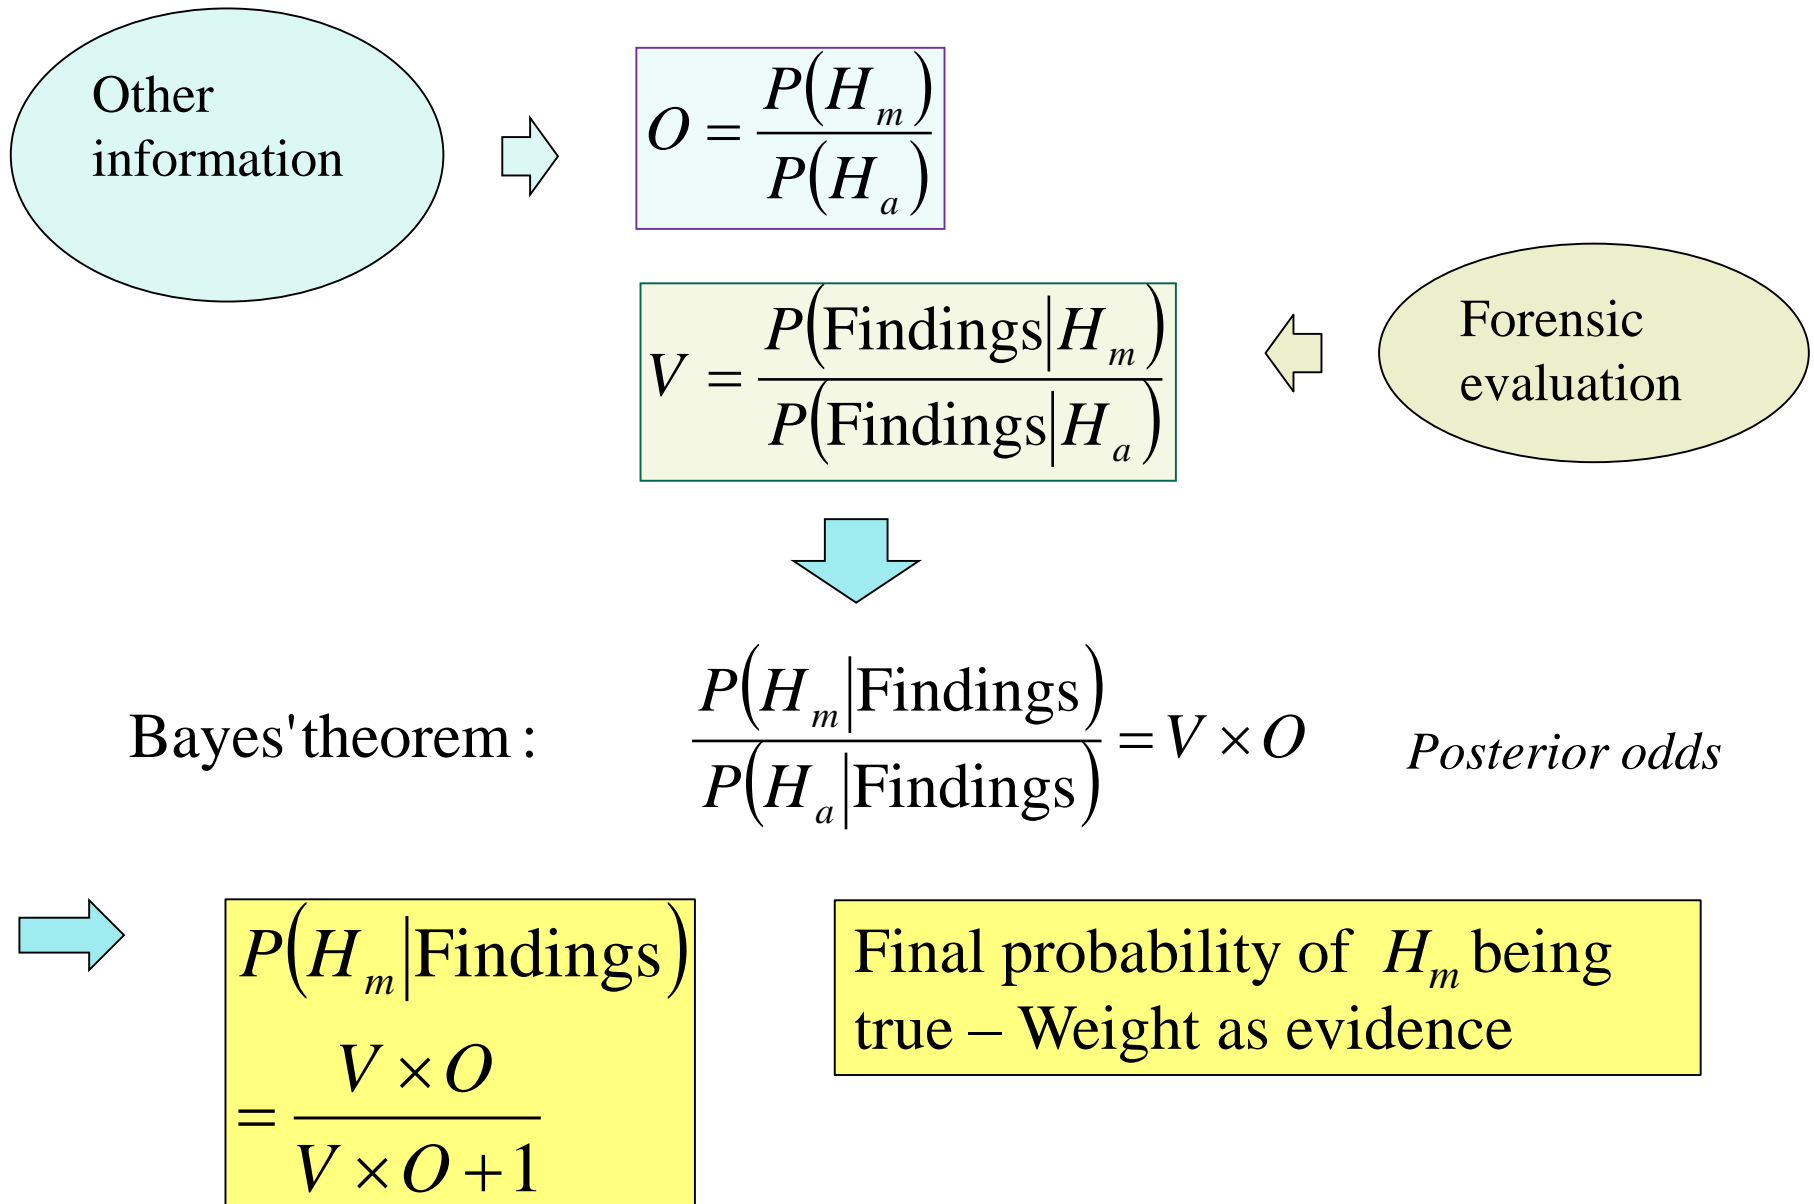 Other
information
O = P(H_m) / P(H_a)
V = P(Findings|H_m) / P(Findings|H_a)
Forensic
evaluation
Bayes' theorem :
P(H_m|Findings) / P(H_a|Findings) = V × O
Posterior odds
P(H_m|Findings)
= V × O / V × O + 1
Final probability of H_m being
true – Weight as evidence